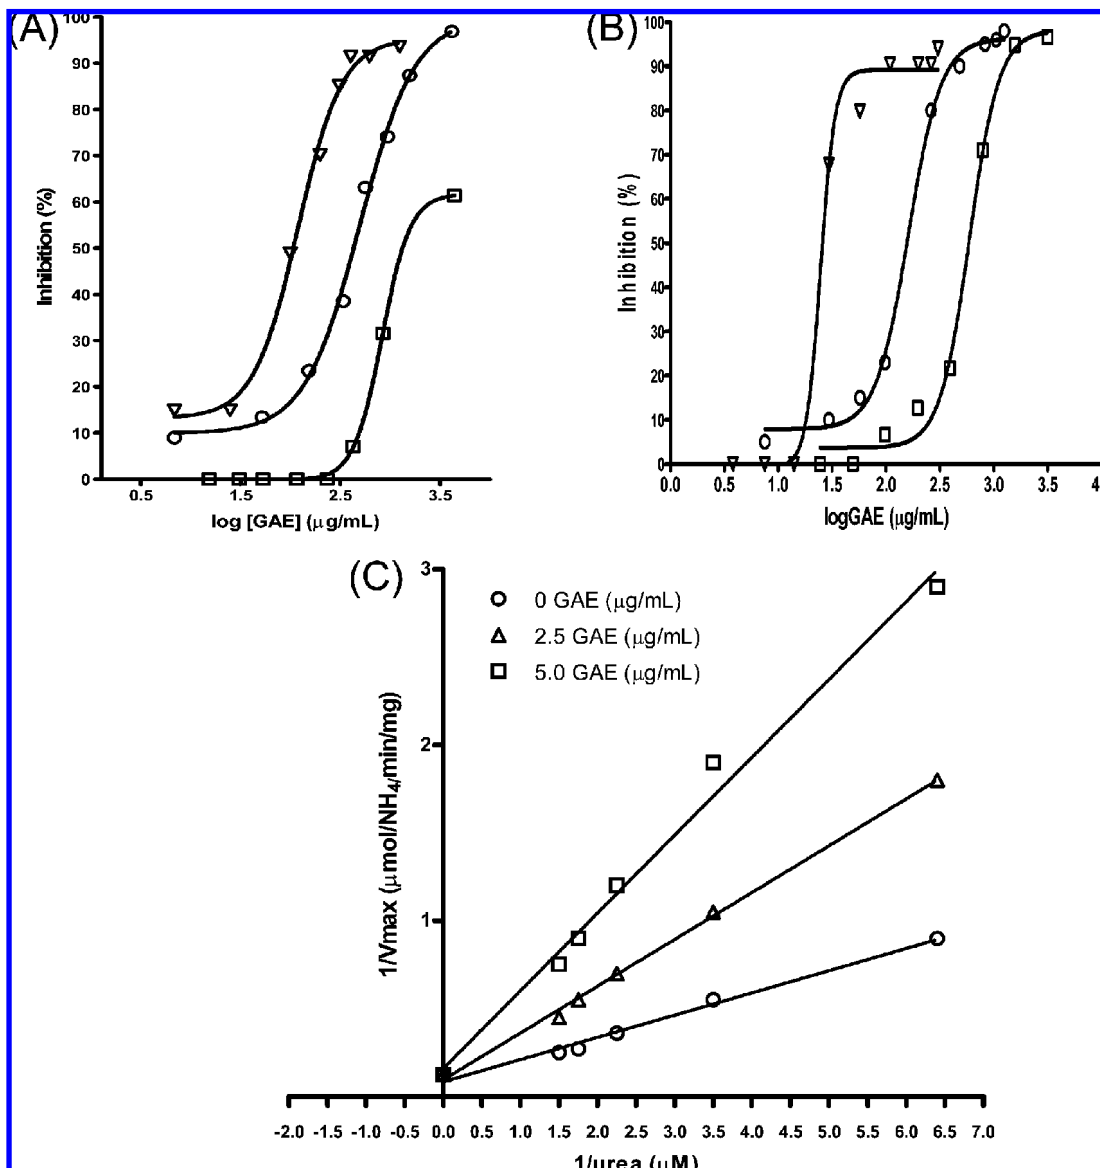 (A)
100
90
80
70
60
50
40
30
20
10
0
Inhibition (%)
0.5 1.5 2.5 3.5
log [GAE] (μg/mL)
(B)
100
90
80
70
60
50
40
30
20
10
0
Inhibition (%)
0.0 0.5 1.0 1.5 2.0 2.5 3.0 3.5 4
logGAE (μg/mL)
(C)
3
2
1
0 GAE (μg/mL)
2.5 GAE (μg/mL)
5.0 GAE (μg/mL)
1/Vmax (μmol/NH4/min/mg)
-2.0 -1.5 -1.0 -0.5 0.0 0.5 1.0 1.5 2.0 2.5 3.0 3.5 4.0 4.5 5.0 5.5 6.0 6.5 7.0
1/urea (μM)